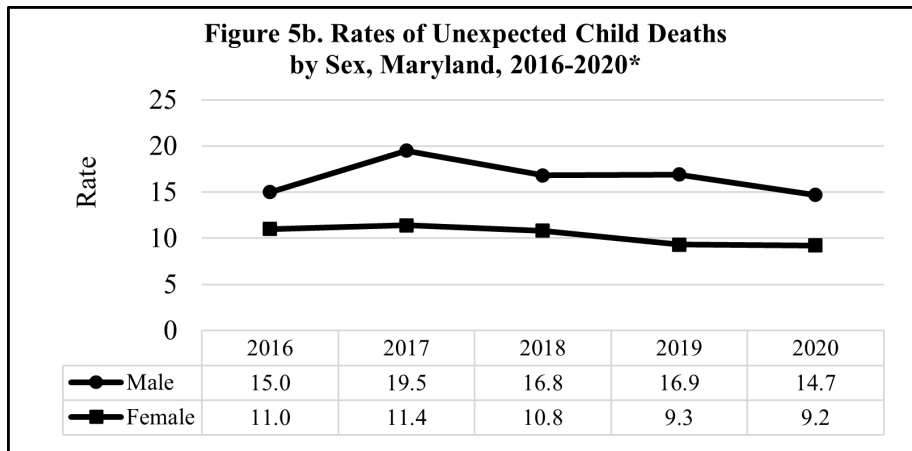 Figure 5b. Rates of Unexpected Child Deaths
by Sex, Maryland, 2016-2020*
25
20
15
10
5
0
Rate
2016 2017 2018 2019 2020
Male 15.0 19.5 16.8 16.9 14.7
Female 11.0 11.4 10.8 9.3 9.2